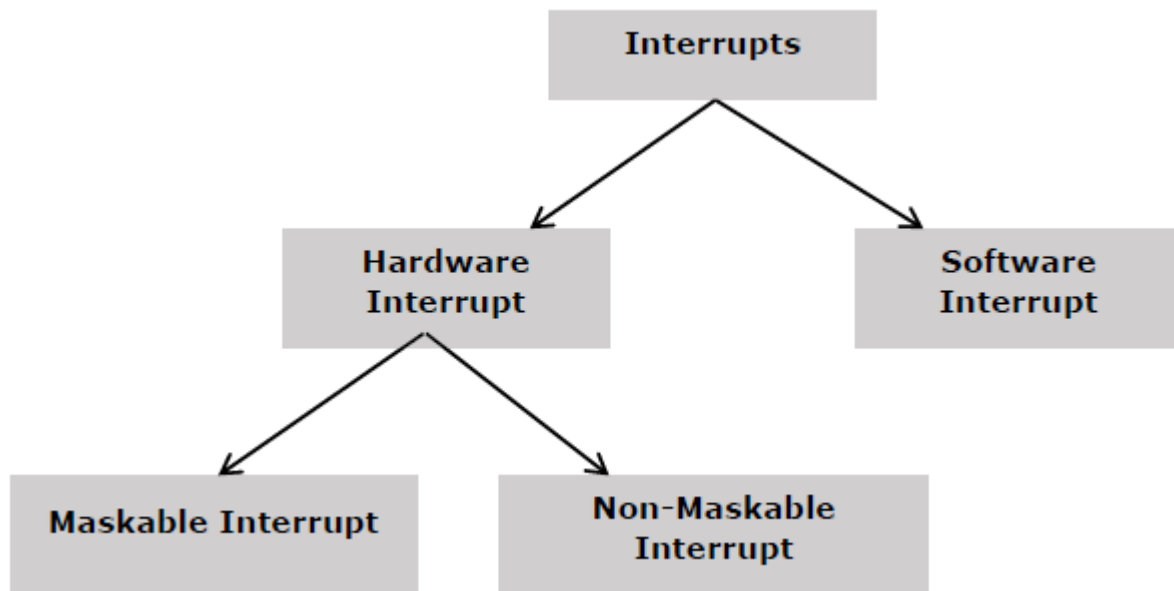 Interrupts
Hardware
Interrupt
Software
Interrupt
Maskable Interrupt
Non-Maskable
Interrupt